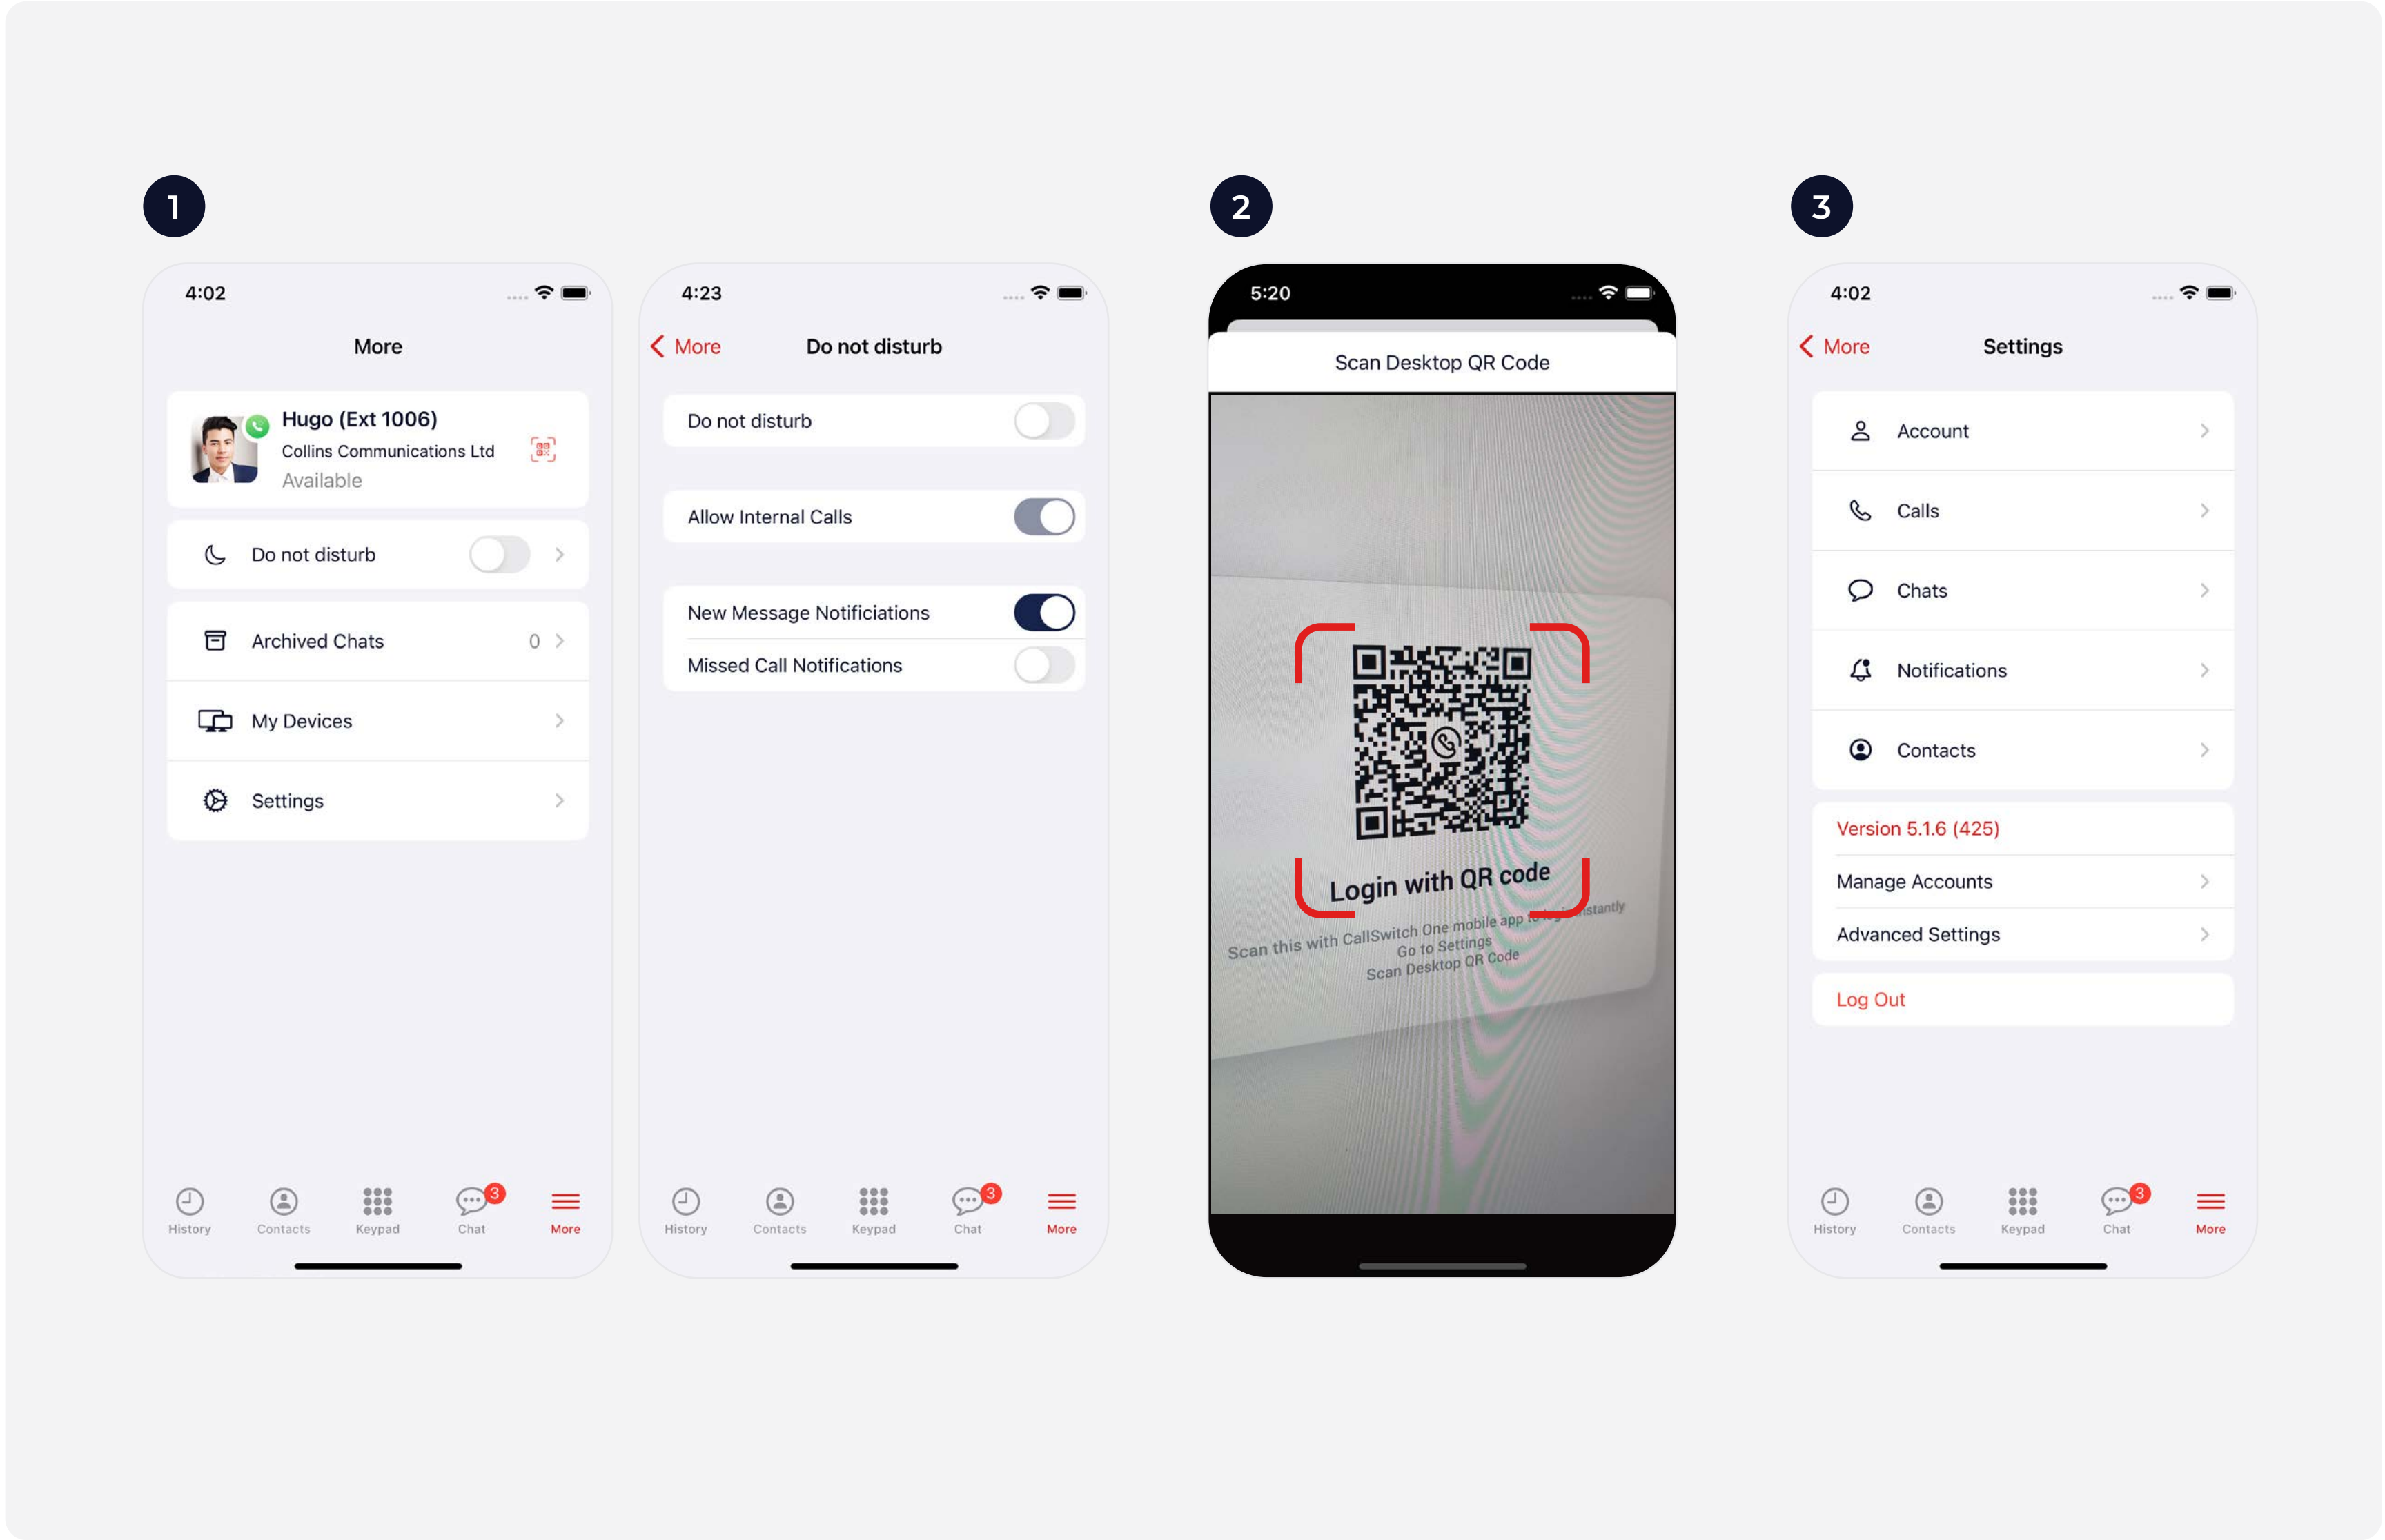 1
4:02
More
Hugo (Ext 1006)
Collins Communications Ltd
Available
Do not disturb
Archived Chats 0
My Devices
Settings
History Contacts Keypad Chat 3 More
4:23
More Do not disturb
Do not disturb
Allow Internal Calls
New Message Notificiations
Missed Call Notifications
History Contacts Keypad Chat 3 More
2
5:20
Scan Desktop QR Code
Login with QR code
Scan this with CallSwitch One mobile app to login instantly
Go to Settings
Scan Desktop QR Code
3
4:02
More Settings
Account
Calls
Chats
Notifications
Contacts
Version 5.1.6 (425)
Manage Accounts
Advanced Settings
Log Out
History Contacts Keypad Chat 3 More